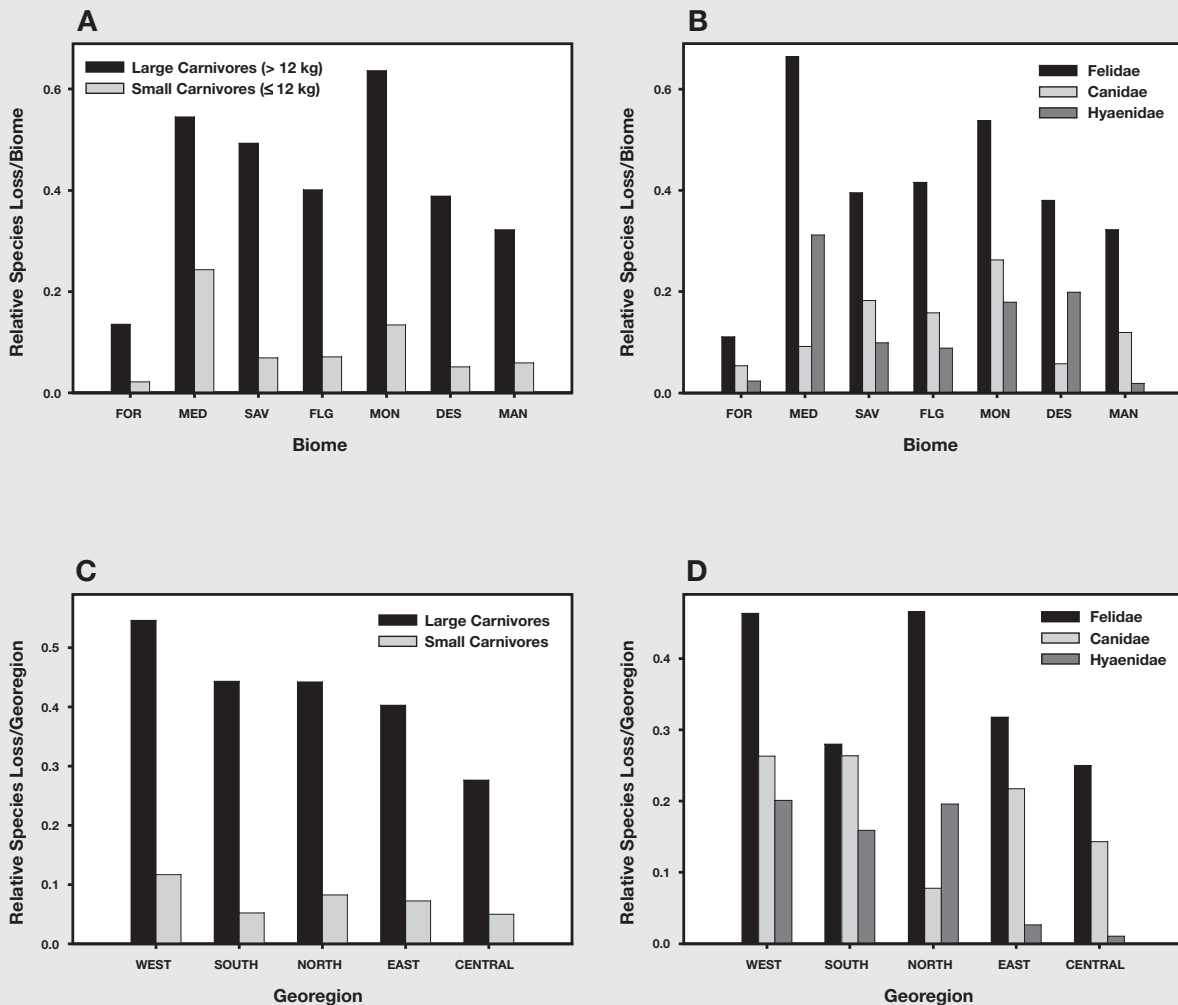 A
Large Carnivores (> 12 kg)
Small Carnivores (≤ 12 kg)
Relative Species Loss/Biome
0.6
0.4
0.2
0.0
FOR MED SAV FLG MON DES MAN
Biome
B
Felidae
Canidae
Hyaenidae
Relative Species Loss/Biome
0.6
0.4
0.2
0.0
FOR MED SAV FLG MON DES MAN
Biome
C
Large Carnivores
Small Carnivores
Relative Species Loss/Georegion
0.5
0.4
0.3
0.2
0.1
0.0
WEST SOUTH NORTH EAST CENTRAL
Georegion
D
Felidae
Canidae
Hyaenidae
Relative Species Loss/Georegion
0.4
0.3
0.2
0.1
0.0
WEST SOUTH NORTH EAST CENTRAL
Georegion